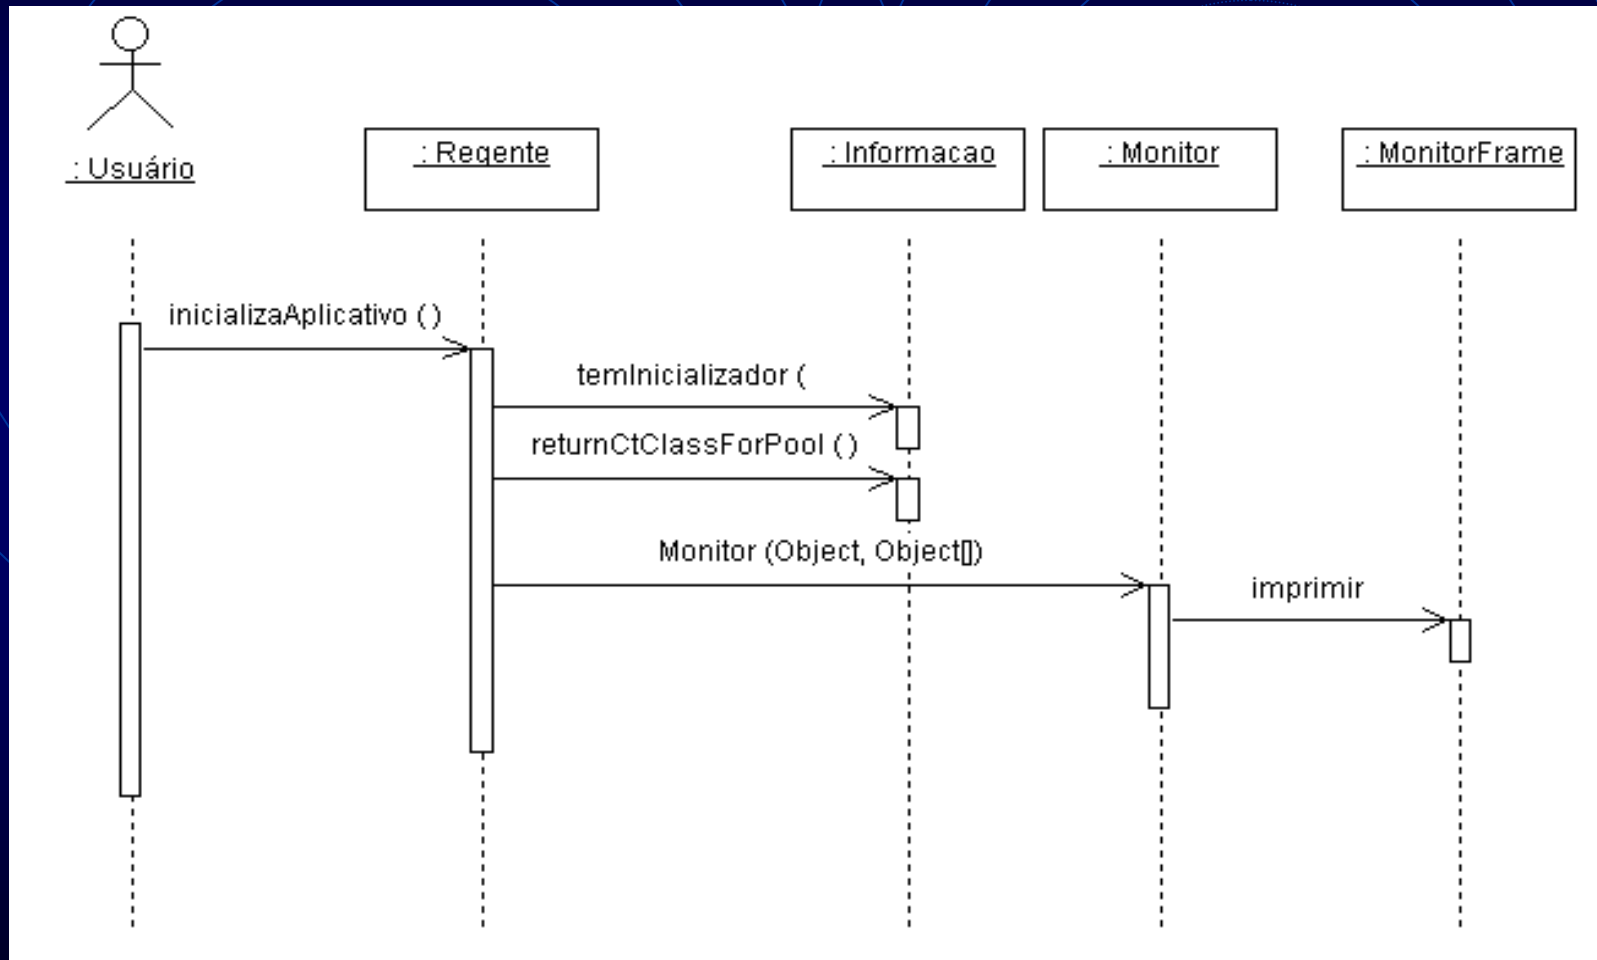 : Usuário
: Regente
: Informacao
: Monitor
: MonitorFrame
inicializaAplicativo ( )
temInicializador (
returnCtClassForPool ( )
Monitor (Object, Object[])
imprimir